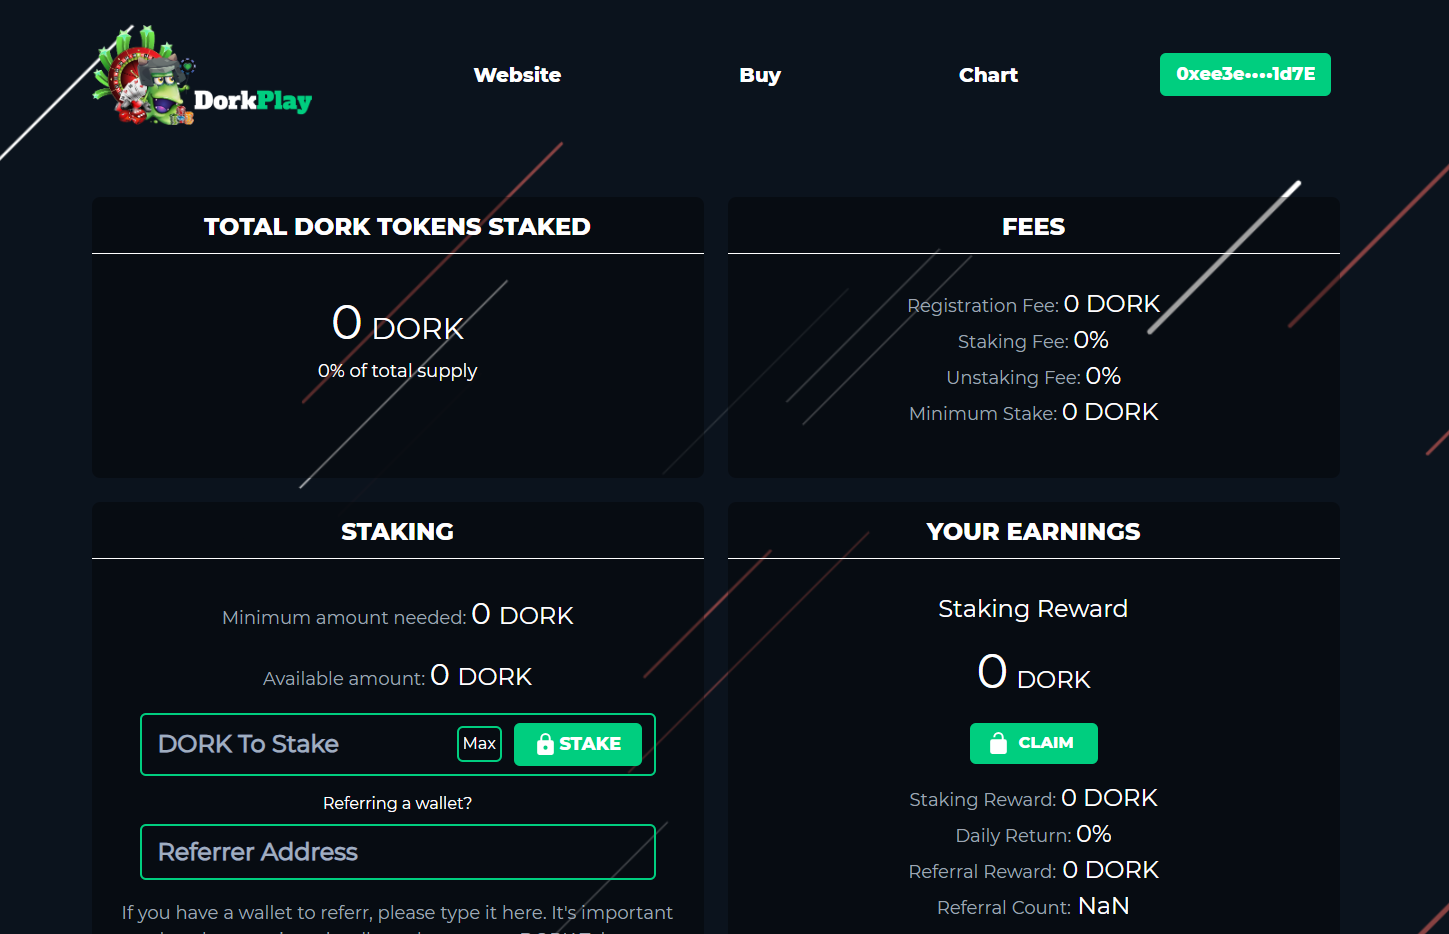 DorkPlay
Website
Buy
Chart
0xee3e••••1d7E
TOTAL DORK TOKENS STAKED
0 DORK
0% of total supply
FEES
Registration Fee: 0 DORK
Staking Fee: 0%
Unstaking Fee: 0%
Minimum Stake: 0 DORK
STAKING
Minimum amount needed: 0 DORK
Available amount: 0 DORK
DORK To Stake
Max
STAKE
Referring a wallet?
Referrer Address
If you have a wallet to referr, please type it here. It's important
YOUR EARNINGS
Staking Reward
0 DORK
CLAIM
Staking Reward: 0 DORK
Daily Return: 0%
Referral Reward: 0 DORK
Referral Count: NaN